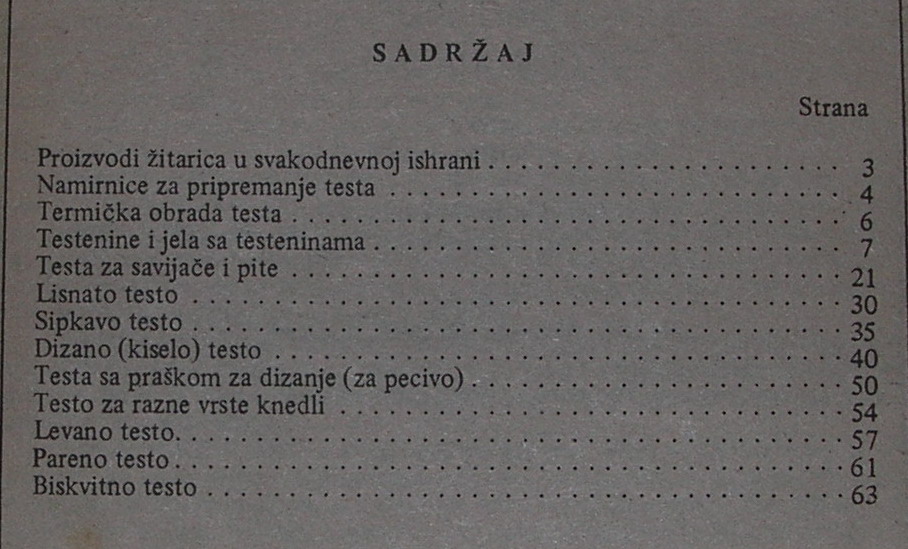 SADRŽAJ
Strana
Proizvodi žitarica u svakodnevnoj ishrani . . . . . . . . . . . . . . . . . . . . . . 3
Namirnice za pripremanje testa . . . . . . . . . . . . . . . . . . . . . . . . . . . . 4
Termička obrada testa . . . . . . . . . . . . . . . . . . . . . . . . . . . . . . . . . . 6
Testenine i jela sa testeninama . . . . . . . . . . . . . . . . . . . . . . . . . . . . 7
Testa za savijače i pite . . . . . . . . . . . . . . . . . . . . . . . . . . . . . . . . . . 21
Lisnato testo . . . . . . . . . . . . . . . . . . . . . . . . . . . . . . . . . . . . . . . . 30
Sipkavo testo . . . . . . . . . . . . . . . . . . . . . . . . . . . . . . . . . . . . . . . . 35
Dizano (kiselo) testo . . . . . . . . . . . . . . . . . . . . . . . . . . . . . . . . . . . 40
Testa sa praškom za dizanje (za pecivo) . . . . . . . . . . . . . . . . . . . . . . . 50
Testo za razne vrste knedli . . . . . . . . . . . . . . . . . . . . . . . . . . . . . . . 54
Levano testo. . . . . . . . . . . . . . . . . . . . . . . . . . . . . . . . . . . . . . . . . 57
Pareno testo . . . . . . . . . . . . . . . . . . . . . . . . . . . . . . . . . . . . . . . . . 61
Biskvitno testo . . . . . . . . . . . . . . . . . . . . . . . . . . . . . . . . . . . . . . . 63